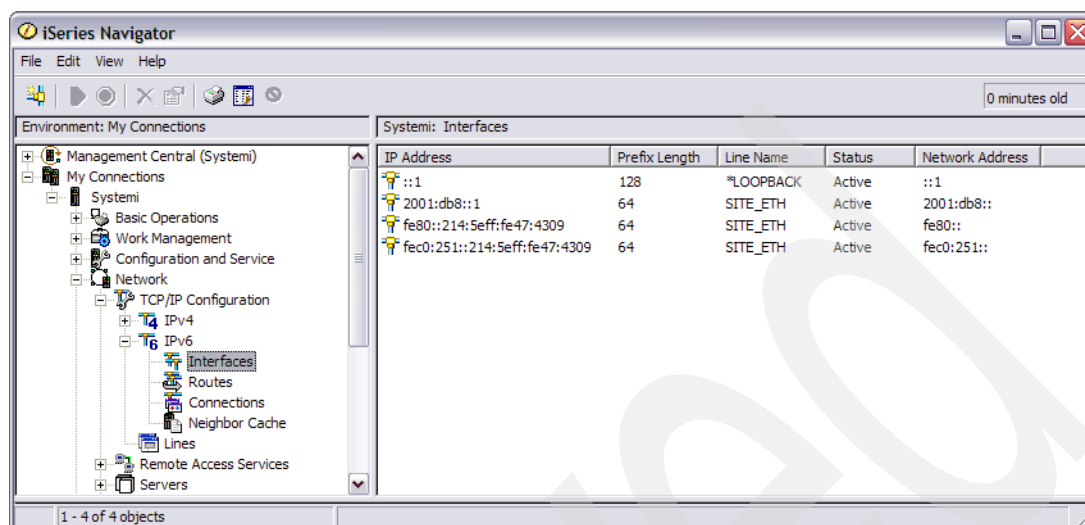 iSeries Navigator
File Edit View Help
0 minutes old
Environment: My Connections
Systemi: Interfaces
Management Central (Systemi)
My Connections
Systemi
Basic Operations
Work Management
Configuration and Service
Network
TCP/IP Configuration
4 IPv4
6 IPv6
Interfaces
Routes
Connections
Neighbor Cache
Lines
Remote Access Services
Servers
IP Address Prefix Length Line Name Status Network Address
::1 128 *LOOPBACK Active ::1
2001:db8::1 64 SITE_ETH Active 2001:db8::
fe80::214:5eff:fe47:4309 64 SITE_ETH Active fe80::
fec0:251::214:5eff:fe47:4309 64 SITE_ETH Active fec0:251::
1 - 4 of 4 objects